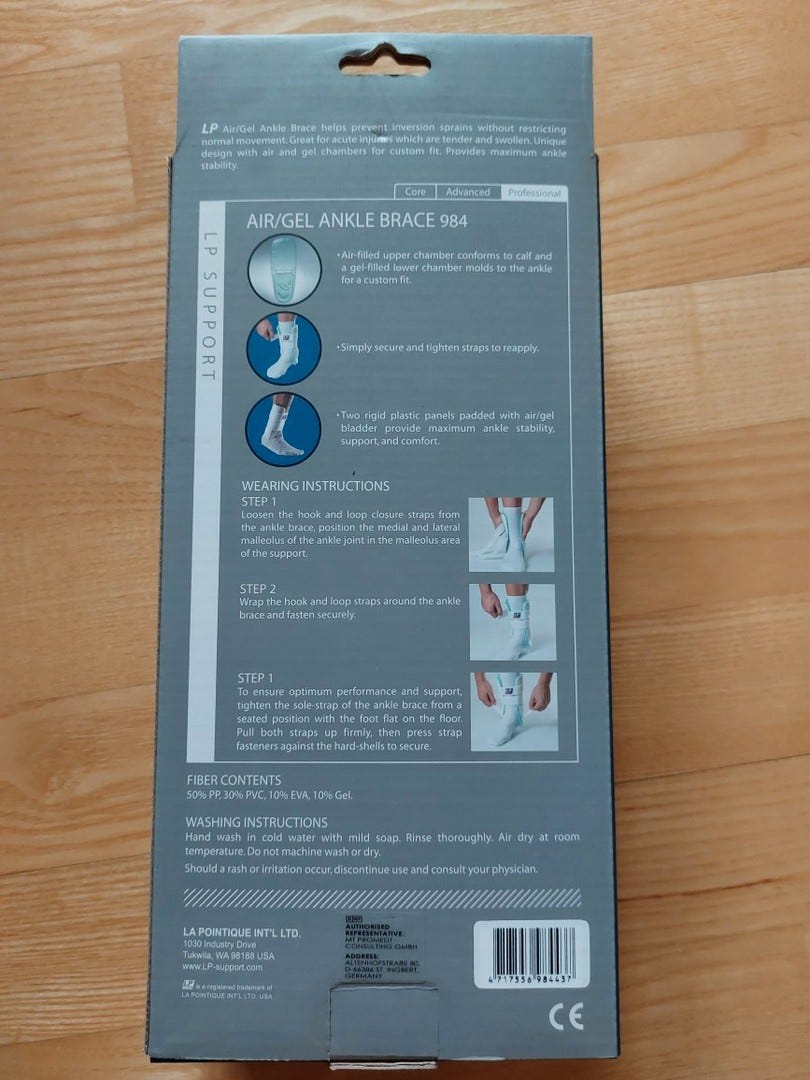 LP Air/Gel Ankle Brace helps prevent inversion sprains without restricting
normal movement. Great for acute injuries which are tender and swollen. Unique
design with air and gel chambers for custom fit. Provides maximum ankle
stability.
Core Advanced Professional
LP SUPPORT
AIR/GEL ANKLE BRACE 984
•Air-filled upper chamber conforms to calf and
a gel-filled lower chamber molds to the ankle
for a custom fit.
•Simply secure and tighten straps to reapply.
•Two rigid plastic panels padded with air/gel
bladder provide maximum ankle stability,
support, and comfort.
WEARING INSTRUCTIONS
STEP 1
Loosen the hook and loop closure straps from
the ankle brace, position the medial and lateral
malleolus of the ankle joint in the malleolus area
of the support.
STEP 2
Wrap the hook and loop straps around the ankle
brace and fasten securely.
STEP 1
To ensure optimum performance and support,
tighten the sole-strap of the ankle brace from a
seated position with the foot flat on the floor.
Pull both straps up firmly, then press strap
fasteners against the hard-shells to secure.
FIBER CONTENTS
50% PP, 30% PVC, 10% EVA, 10% Gel.
WASHING INSTRUCTIONS
Hand wash in cold water with mild soap. Rinse thoroughly. Air dry at room
temperature. Do not machine wash or dry.
Should a rash or irritation occur, discontinue use and consult your physician.
LA POINTIQUE INT'L LTD.
1030 Industry Drive
Tukwila, WA 98188 USA
www.LP-support.com
LP is a registered trademark of
LA POINTIQUE INT'L LTD. USA
EC REP
AUTHORISED
REPRESENTATIVE:
MT PROMEDT
CONSULTING GMBH
ADDRESS:
ALTENHOFSTRAßE 80,
D-66386 ST. INGBERT,
GERMANY
4 717556 984437
CE